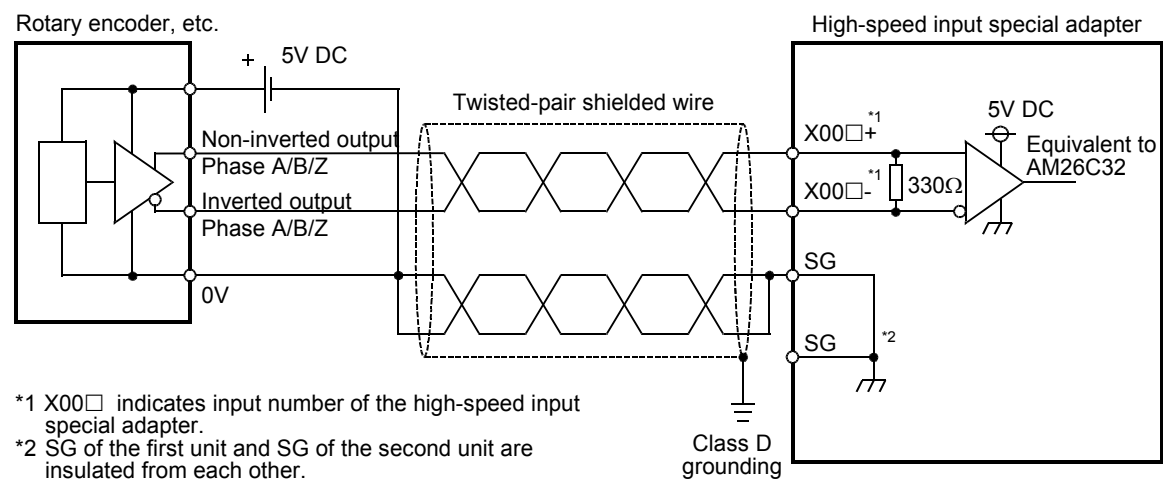 Rotary encoder, etc.
High-speed input special adapter
+ 5V DC
Twisted-pair shielded wire
5V DC
Non-inverted output
Phase A/B/Z
X00□+*1
Equivalent to
AM26C32
X00□-*1
330Ω
Inverted output
Phase A/B/Z
SG
0V
SG
*2
*1 X00□ indicates input number of the high-speed input
special adapter.
*2 SG of the first unit and SG of the second unit are
insulated from each other.
Class D
grounding